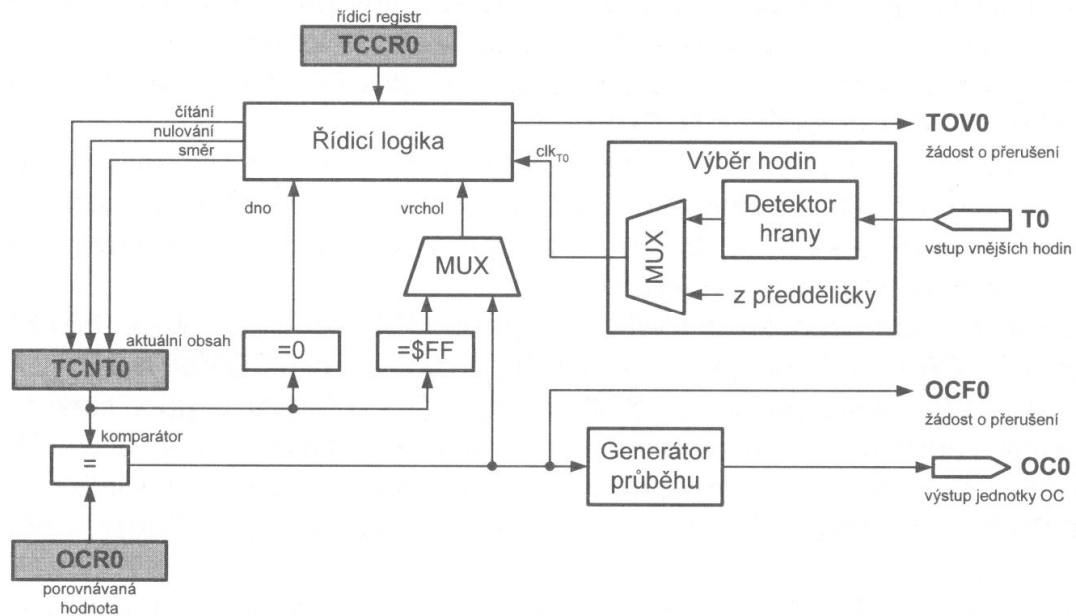 řídicí registr
TCCR0
čítání
nulování
směr
Řídicí logika
clkT0
TOV0
žádost o přerušení
Výběr hodin
Detektor
hrany
MUX
z předděličky
T0
vstup vnějších hodin
dno
vrchol
MUX
aktuální obsah
TCNT0
=0
=$FF
komparátor
=
OCF0
žádost o přerušení
Generátor
průběhu
OC0
výstup jednotky OC
OCR0
porovnávaná
hodnota